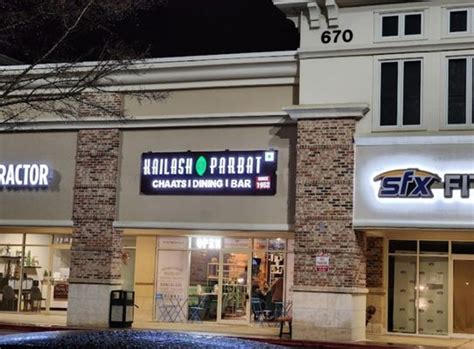 670
RACTOR
KAILASH PARBAT
CHAATS | DINING | BAR
SINCE
1952
sfx FIT
OPEN